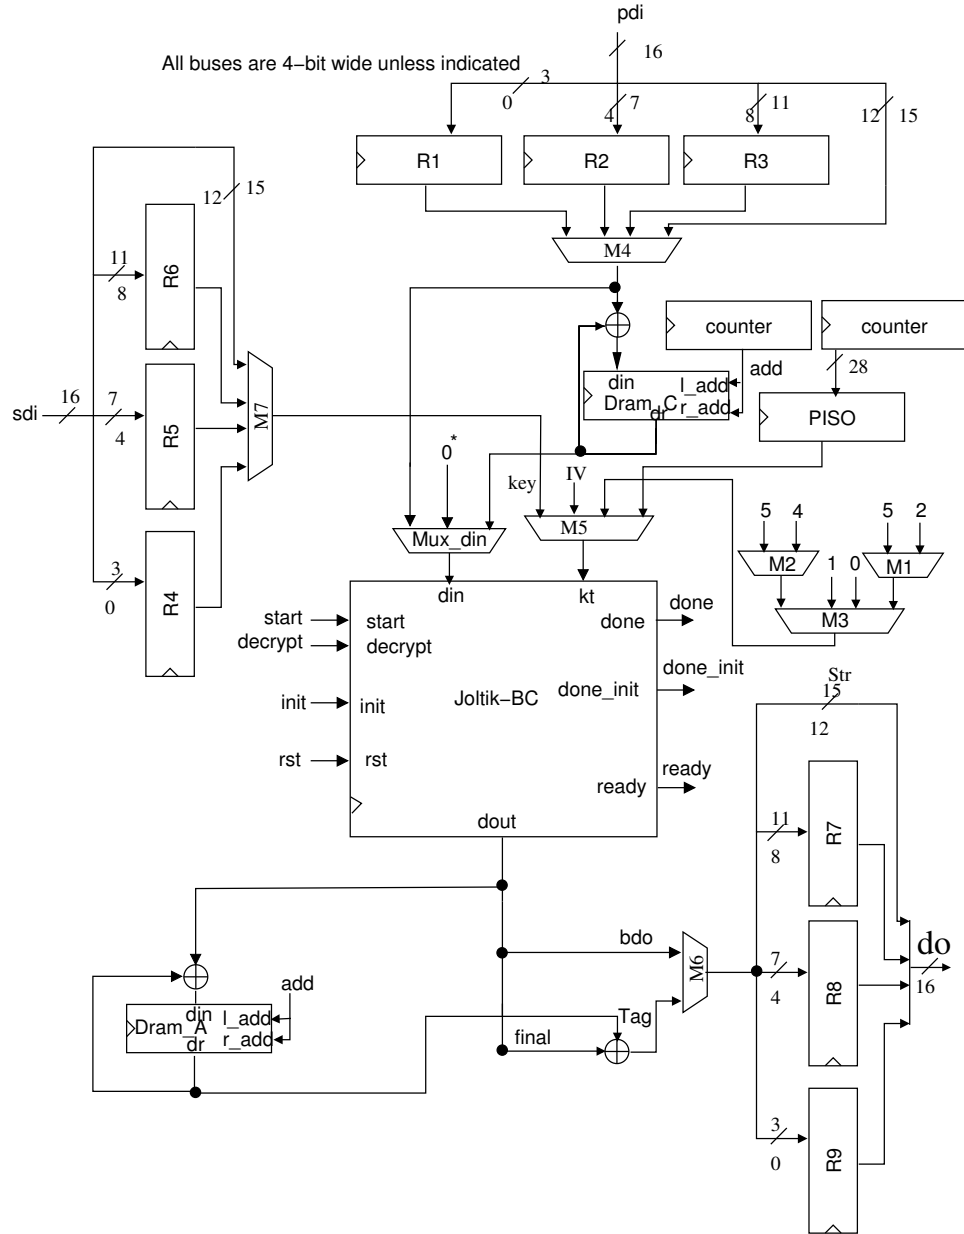 pdi
16
All buses are 4-bit wide unless indicated
3
0
7
4
11
8
12
15
R1
R2
R3
12
15
M4
11
8
R6
counter
counter
add
28
din
l_add
Dram_C
r_add
dr
PISO
sdi
16
7
4
R5
M7
0*
key
IV
5
4
5
2
Mux_din
M5
M2
1
0
M1
3
0
R4
din
kt
M3
start
start
done
done
decrypt
decrypt
Joltik-BC
done_init
done_init
init
init
Str
15
12
rst
rst
ready
ready
dout
11
8
R7
bdo
M6
do
16
7
4
R8
add
din
l_add
Dram_A
r_add
dr
Tag
final
3
0
R9